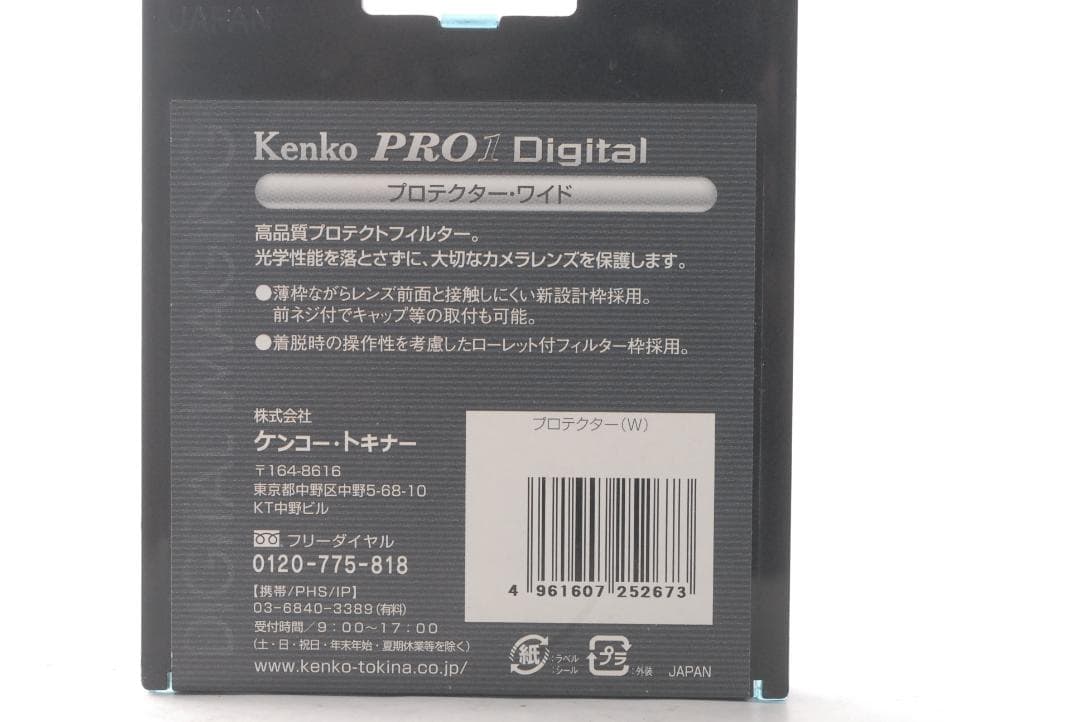 JAPAN
DIGITAL IMAGING
Kenko PRO1 Digital
プロテクター・ワイド
高品質プロテクトフィルター。
光学性能を落とさずに、大切なカメラレンズを保護します。
●薄枠ながらレンズ前面と接触しにくい新設計枠採用。
前ネジ付でキャップ等の取付も可能。
●着脱時の操作性を考慮したローレット付フィルター枠採用。
株式会社
ケンコー・トキナー
〒164-8616
東京都中野区中野5-68-10
KT中野ビル
フリーダイヤル
0120-775-818
【携帯/PHS/IP】
03-6840-3389(有料)
受付時間/9:00〜17:00
(土・日・祝日・年末年始・夏期休業等を除く)
www.kenko-tokina.co.jp/
プロテクター(W)
4 961607 252673
紙 :ラベル
:シール
プラ :外装
JAPAN